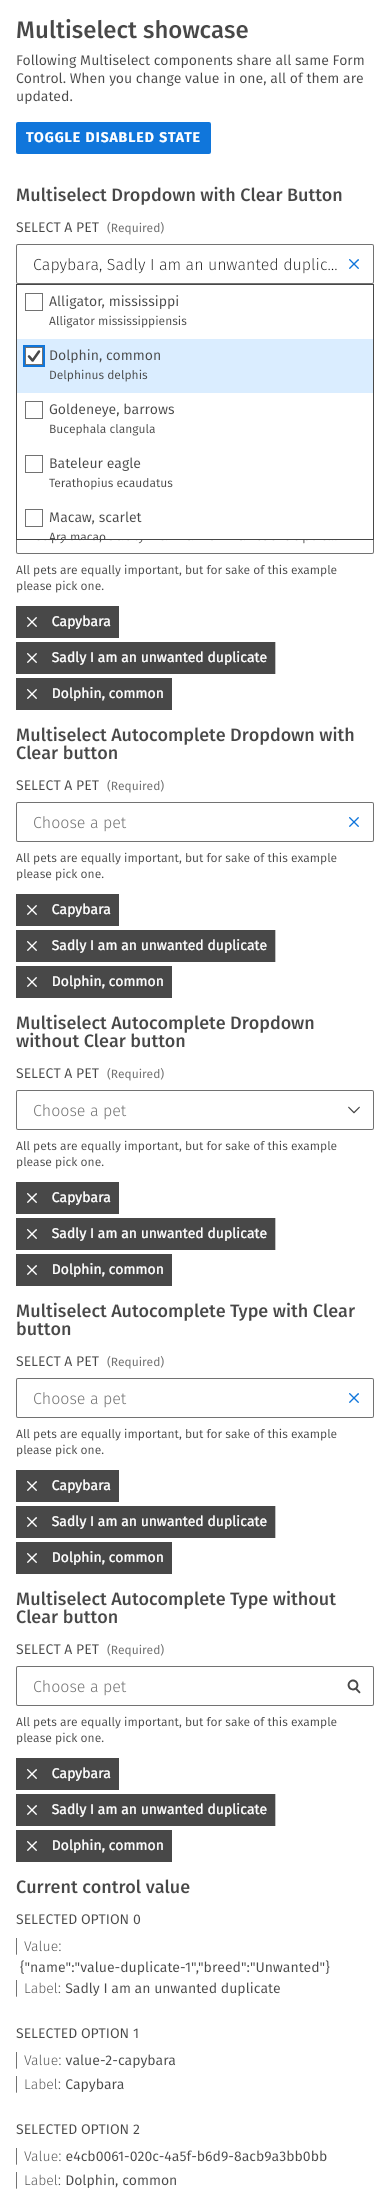 Multiselect showcase
Following Multiselect components share all same Form
Control. When you change value in one, all of them are
updated.
TOGGLE DISABLED STATE
Multiselect Dropdown with Clear Button
SELECT A PET (Required)
Capybara, Sadly I am an unwanted duplic...
Alligator, mississippi
Alligator mississippiensis
Dolphin, common
Delphinus delphis
Goldeneye, barrows
Bucephala clangula
Bateleur eagle
Terathopius ecaudatus
Macaw, scarlet
Ara macao
All pets are equally important, but for sake of this example
please pick one.
Capybara
Sadly I am an unwanted duplicate
Dolphin, common
Multiselect Autocomplete Dropdown with
Clear button
SELECT A PET (Required)
Choose a pet
All pets are equally important, but for sake of this example
please pick one.
Capybara
Sadly I am an unwanted duplicate
Dolphin, common
Multiselect Autocomplete Dropdown
without Clear button
SELECT A PET (Required)
Choose a pet
All pets are equally important, but for sake of this example
please pick one.
Capybara
Sadly I am an unwanted duplicate
Dolphin, common
Multiselect Autocomplete Type with Clear
button
SELECT A PET (Required)
Choose a pet
All pets are equally important, but for sake of this example
please pick one.
Capybara
Sadly I am an unwanted duplicate
Dolphin, common
Multiselect Autocomplete Type without
Clear button
SELECT A PET (Required)
Choose a pet
All pets are equally important, but for sake of this example
please pick one.
Capybara
Sadly I am an unwanted duplicate
Dolphin, common
Current control value
SELECTED OPTION 0
Value:
{"name":"value-duplicate-1","breed":"Unwanted"}
Label: Sadly I am an unwanted duplicate
SELECTED OPTION 1
Value: value-2-capybara
Label: Capybara
SELECTED OPTION 2
Value: e4cb0061-020c-4a5f-b6d9-8acb9a3bb0bb
Label: Dolphin, common